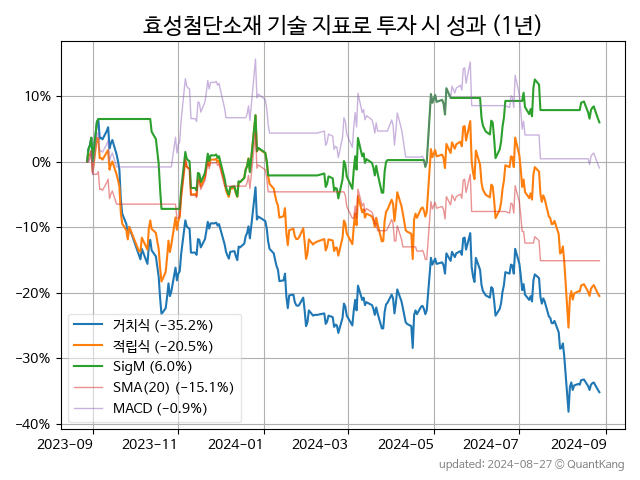 효성첨단소재 기술 지표로 투자 시 성과 (1년)
10%
0%
−10%
−20%
−30%
−40%
거치식 (−35.2%)
적립식 (−20.5%)
SigM (6.0%)
SMA(20) (−15.1%)
MACD (−0.9%)
2023-09 2023-11 2024-01 2024-03 2024-05 2024-07 2024-09
updated: 2024-08-27 © QuantKang